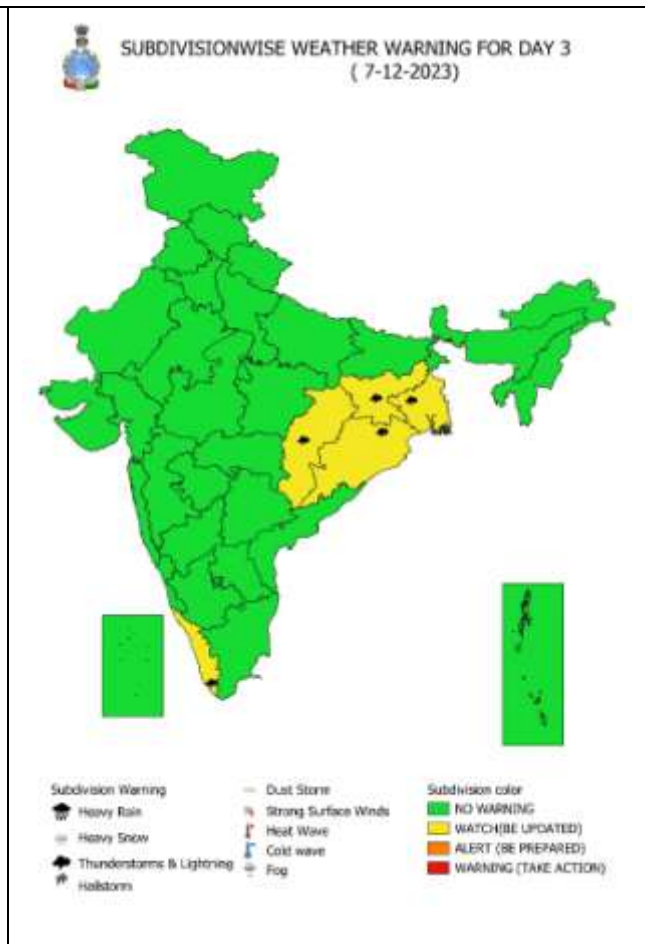 SUBDIVISIONWISE WEATHER WARNING FOR DAY 3
( 7-12-2023)
Subdivision Warning
Heavy Rain
Heavy Snow
Thunderstorms & Lightning
Hailstorm
Dust Storm
Strong Surface Winds
Heat Wave
Cold wave
Fog
Subdivision color
NO WARNING
WATCH(BE UPDATED)
ALERT (BE PREPARED)
WARNING (TAKE ACTION)